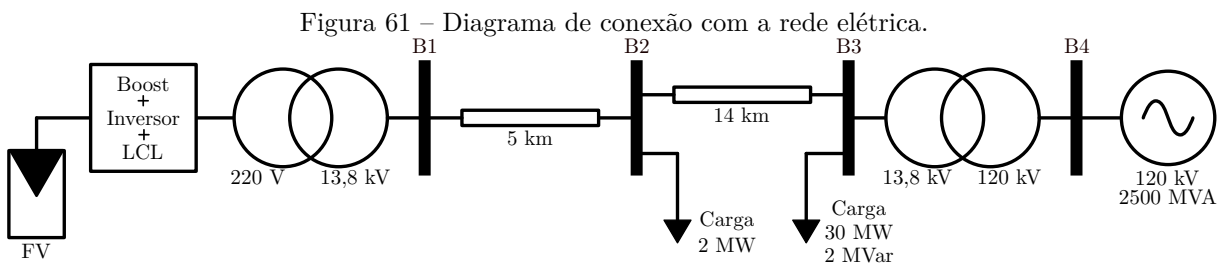 Figura 61 – Diagrama de conexão com a rede elétrica.
B1
B2
B3
B4
Boost
+
Inversor
+
LCL
FV
220 V
13,8 kV
5 km
14 km
Carga
2 MW
Carga
30 MW
2 MVar
13,8 kV
120 kV
120 kV
2500 MVA